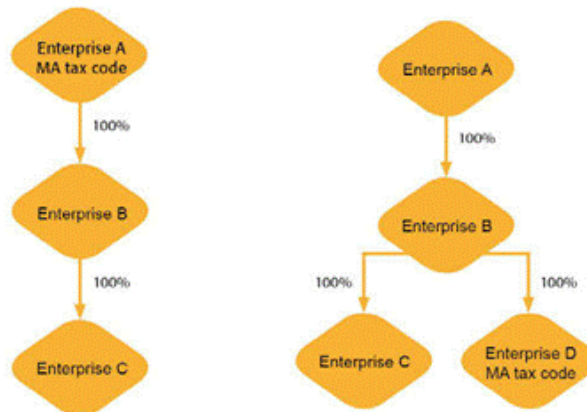 Enterprise A
MA tax code
100%
Enterprise B
100%
Enterprise C
Enterprise A
100%
Enterprise B
100%
100%
Enterprise C
Enterprise D
MA tax code